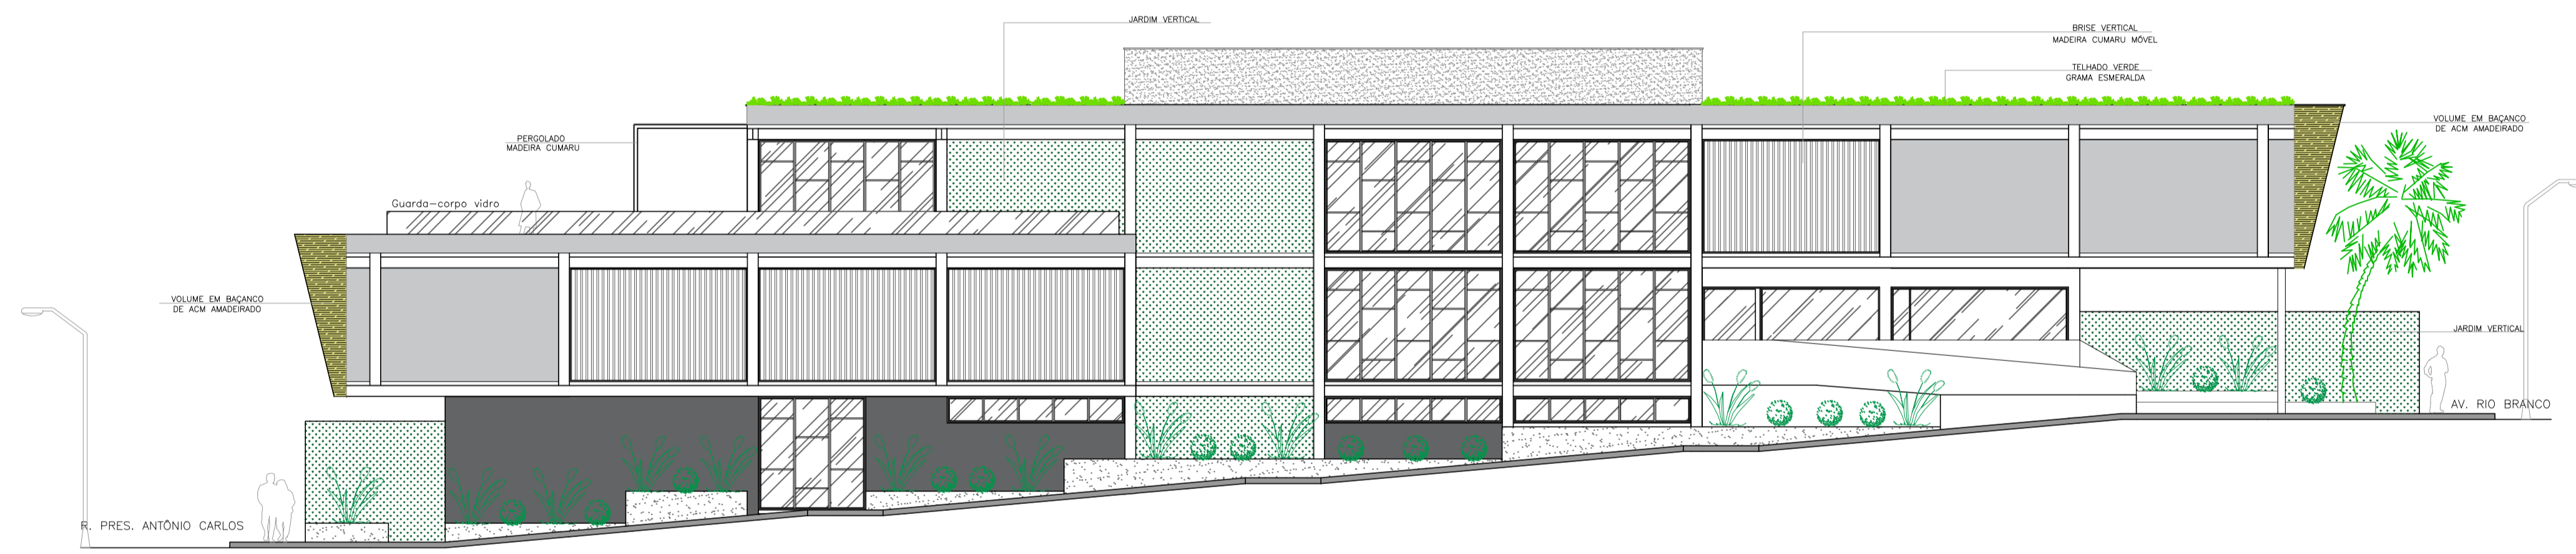 JARDIM VERTICAL
BRISE VERTICAL
MADEIRA CUMARU MÓVEL
TELHADO VERDE
GRAMA ESMERALDA
VOLUME EM BAÇANCO
DE ACM AMADEIRADO
PERGOLADO
MADEIRA CUMARU
Guarda-corpo vidro
VOLUME EM BAÇANCO
DE ACM AMADEIRADO
JARDIM VERTICAL
AV. RIO BRANCO
R. PRES. ANTÔNIO CARLOS